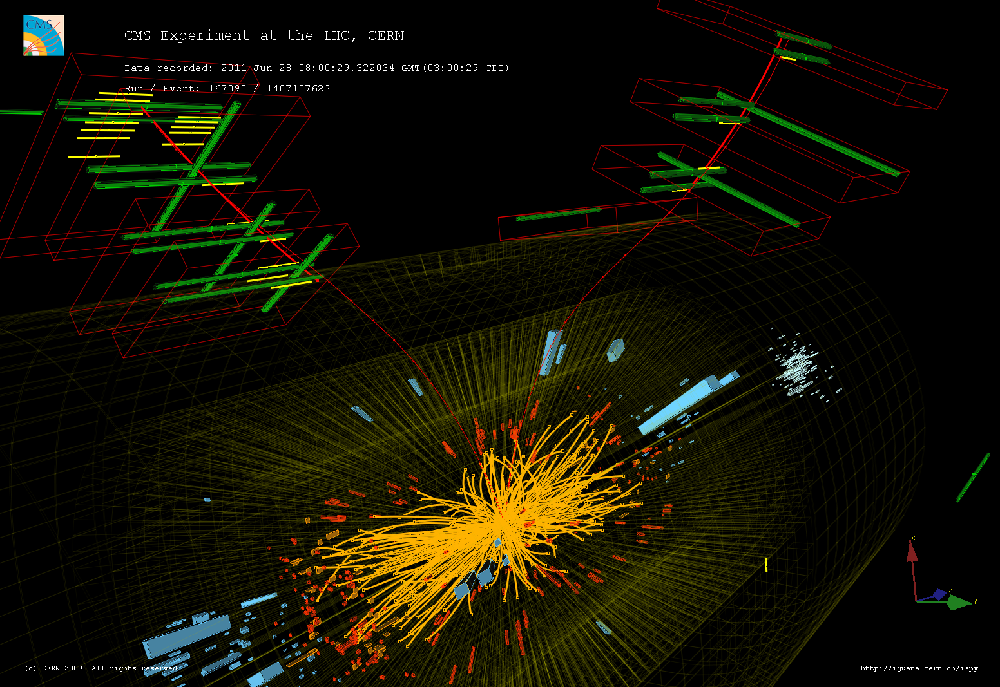 CMS
CMS Experiment at the LHC, CERN
Data recorded: 2011-Jun-28 08:00:29.322034 GMT(03:00:29 CDT)
Run / Event: 167898 / 1487107623
X
Z
Y
(c) CERN 2009. All rights reserved.
http://iguana.cern.ch/ispy